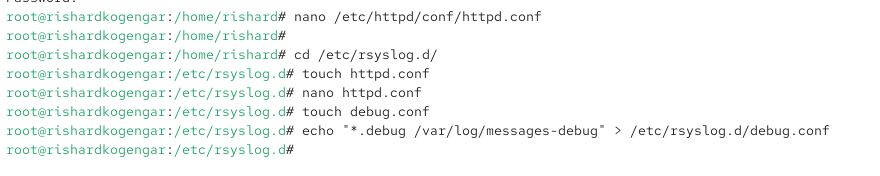 root@rishardkogengar:/home/rishard# nano /etc/httpd/conf/httpd.conf
root@rishardkogengar:/home/rishard#
root@rishardkogengar:/home/rishard# cd /etc/rsyslog.d/
root@rishardkogengar:/etc/rsyslog.d# touch httpd.conf
root@rishardkogengar:/etc/rsyslog.d# nano httpd.conf
root@rishardkogengar:/etc/rsyslog.d# touch debug.conf
root@rishardkogengar:/etc/rsyslog.d# echo "*.debug /var/log/messages-debug" > /etc/rsyslog.d/debug.conf
root@rishardkogengar:/etc/rsyslog.d#